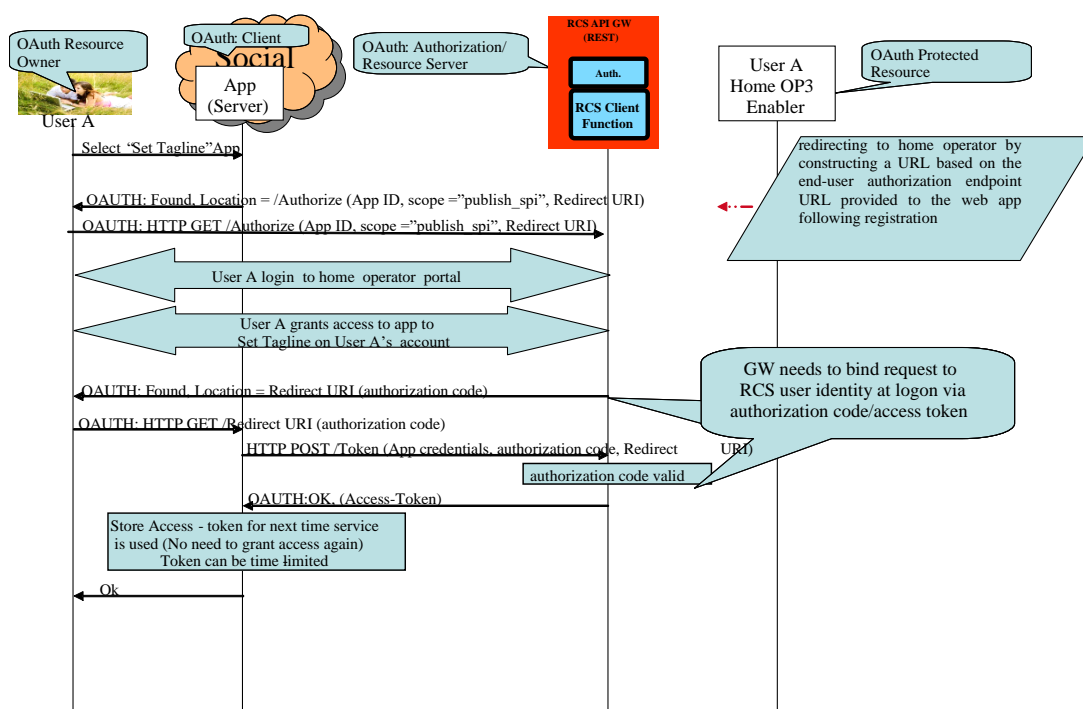 OAuth Resource
Owner
User A
OAuth: Client
Social
App
(Server)
OAuth: Authorization/
Resource Server
RCS API GW
(REST)
Auth.
RCS Client
Function
User A
Home OP3
Enabler
OAuth Protected
Resource
Select “Set Tagline”App
redirecting to home operator by
constructing a URL based on the
end-user authorization endpoint
URL provided to the web app
following registration
OAUTH: Found, Location = /Authorize (App ID, scope =”publish_spi”, Redirect URI)
OAUTH: HTTP GET /Authorize (App ID, scope =”publish_spi”, Redirect URI)
User A login to home operator portal
User A grants access to app to
Set Tagline on User A’s account
GW needs to bind request to
RCS user identity at logon via
authorization code/access token
OAUTH: Found, Location = Redirect URI (authorization code)
OAUTH: HTTP GET /Redirect URI (authorization code)
HTTP POST /Token (App credentials, authorization code, Redirect URI)
authorization code valid
OAUTH:OK, (Access-Token)
Store Access - token for next time service
is used (No need to grant access again)
Token can be time limited
Ok